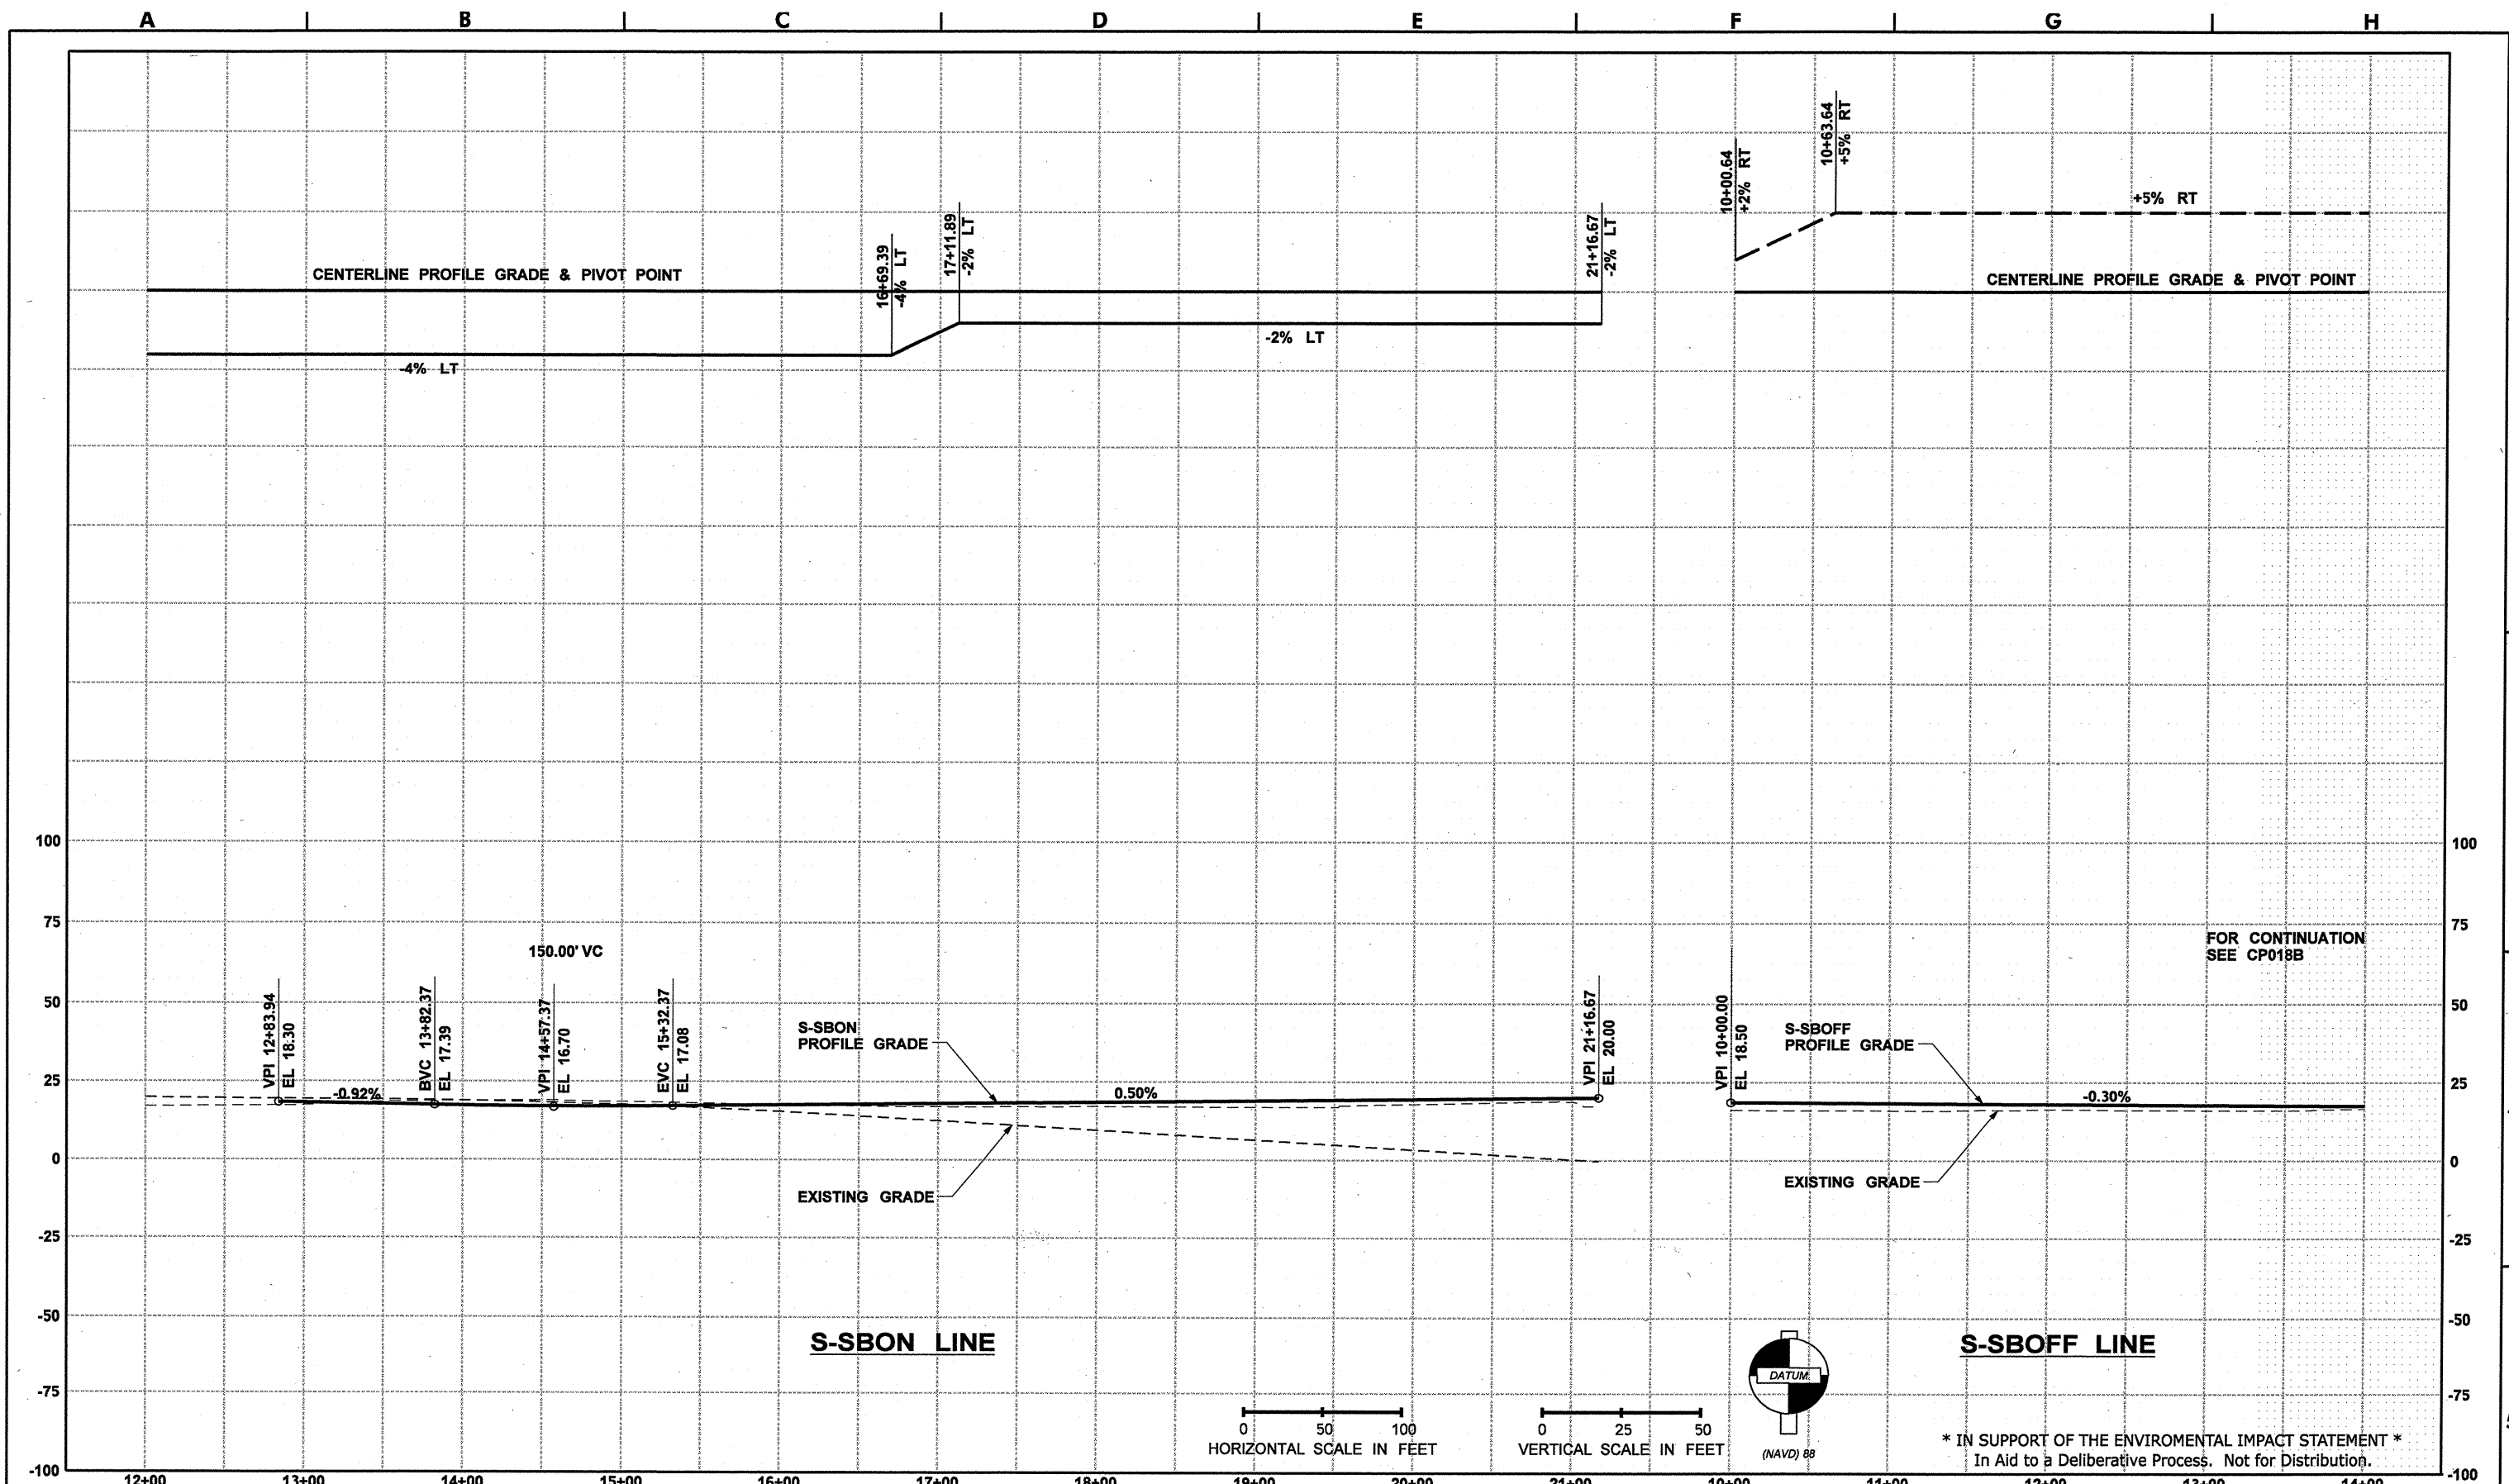 A B C D E F G H
10+63.64
+5% RT
10+00.64
+2% RT
+5% RT
16+69.39
-4% LT
17+11.89
-2% LT
21+16.67
-2% LT
CENTERLINE PROFILE GRADE & PIVOT POINT
CENTERLINE PROFILE GRADE & PIVOT POINT
-2% LT
-4% LT
100 100
75 75
FOR CONTINUATION
SEE CP018B
150.00' VC
50 50
VPI 12+83.94
EL 18.30
BVC 13+82.37
EL 17.39
VPI 14+57.37
EL 16.70
EVC 15+32.37
EL 17.08
S-SBON
PROFILE GRADE
VPI 21+16.67
EL 20.00
VPI 10+00.00
EL 18.50
S-SBOFF
PROFILE GRADE
25 25
-0.92%
0.50%
-0.30%
0 0
EXISTING GRADE
EXISTING GRADE
-25 -25
-50 -50
S-SBON LINE
S-SBOFF LINE
DATUM
-75 -75
0 50 100
HORIZONTAL SCALE IN FEET
0 25 50
VERTICAL SCALE IN FEET
(NAVD) 88
* IN SUPPORT OF THE ENVIROMENTAL IMPACT STATEMENT *
In Aid to a Deliberative Process. Not for Distribution.
-100 -100
12+00 13+00 14+00 15+00 16+00 17+00 18+00 19+00 20+00 21+00 10+00 11+00 12+00 13+00 14+00